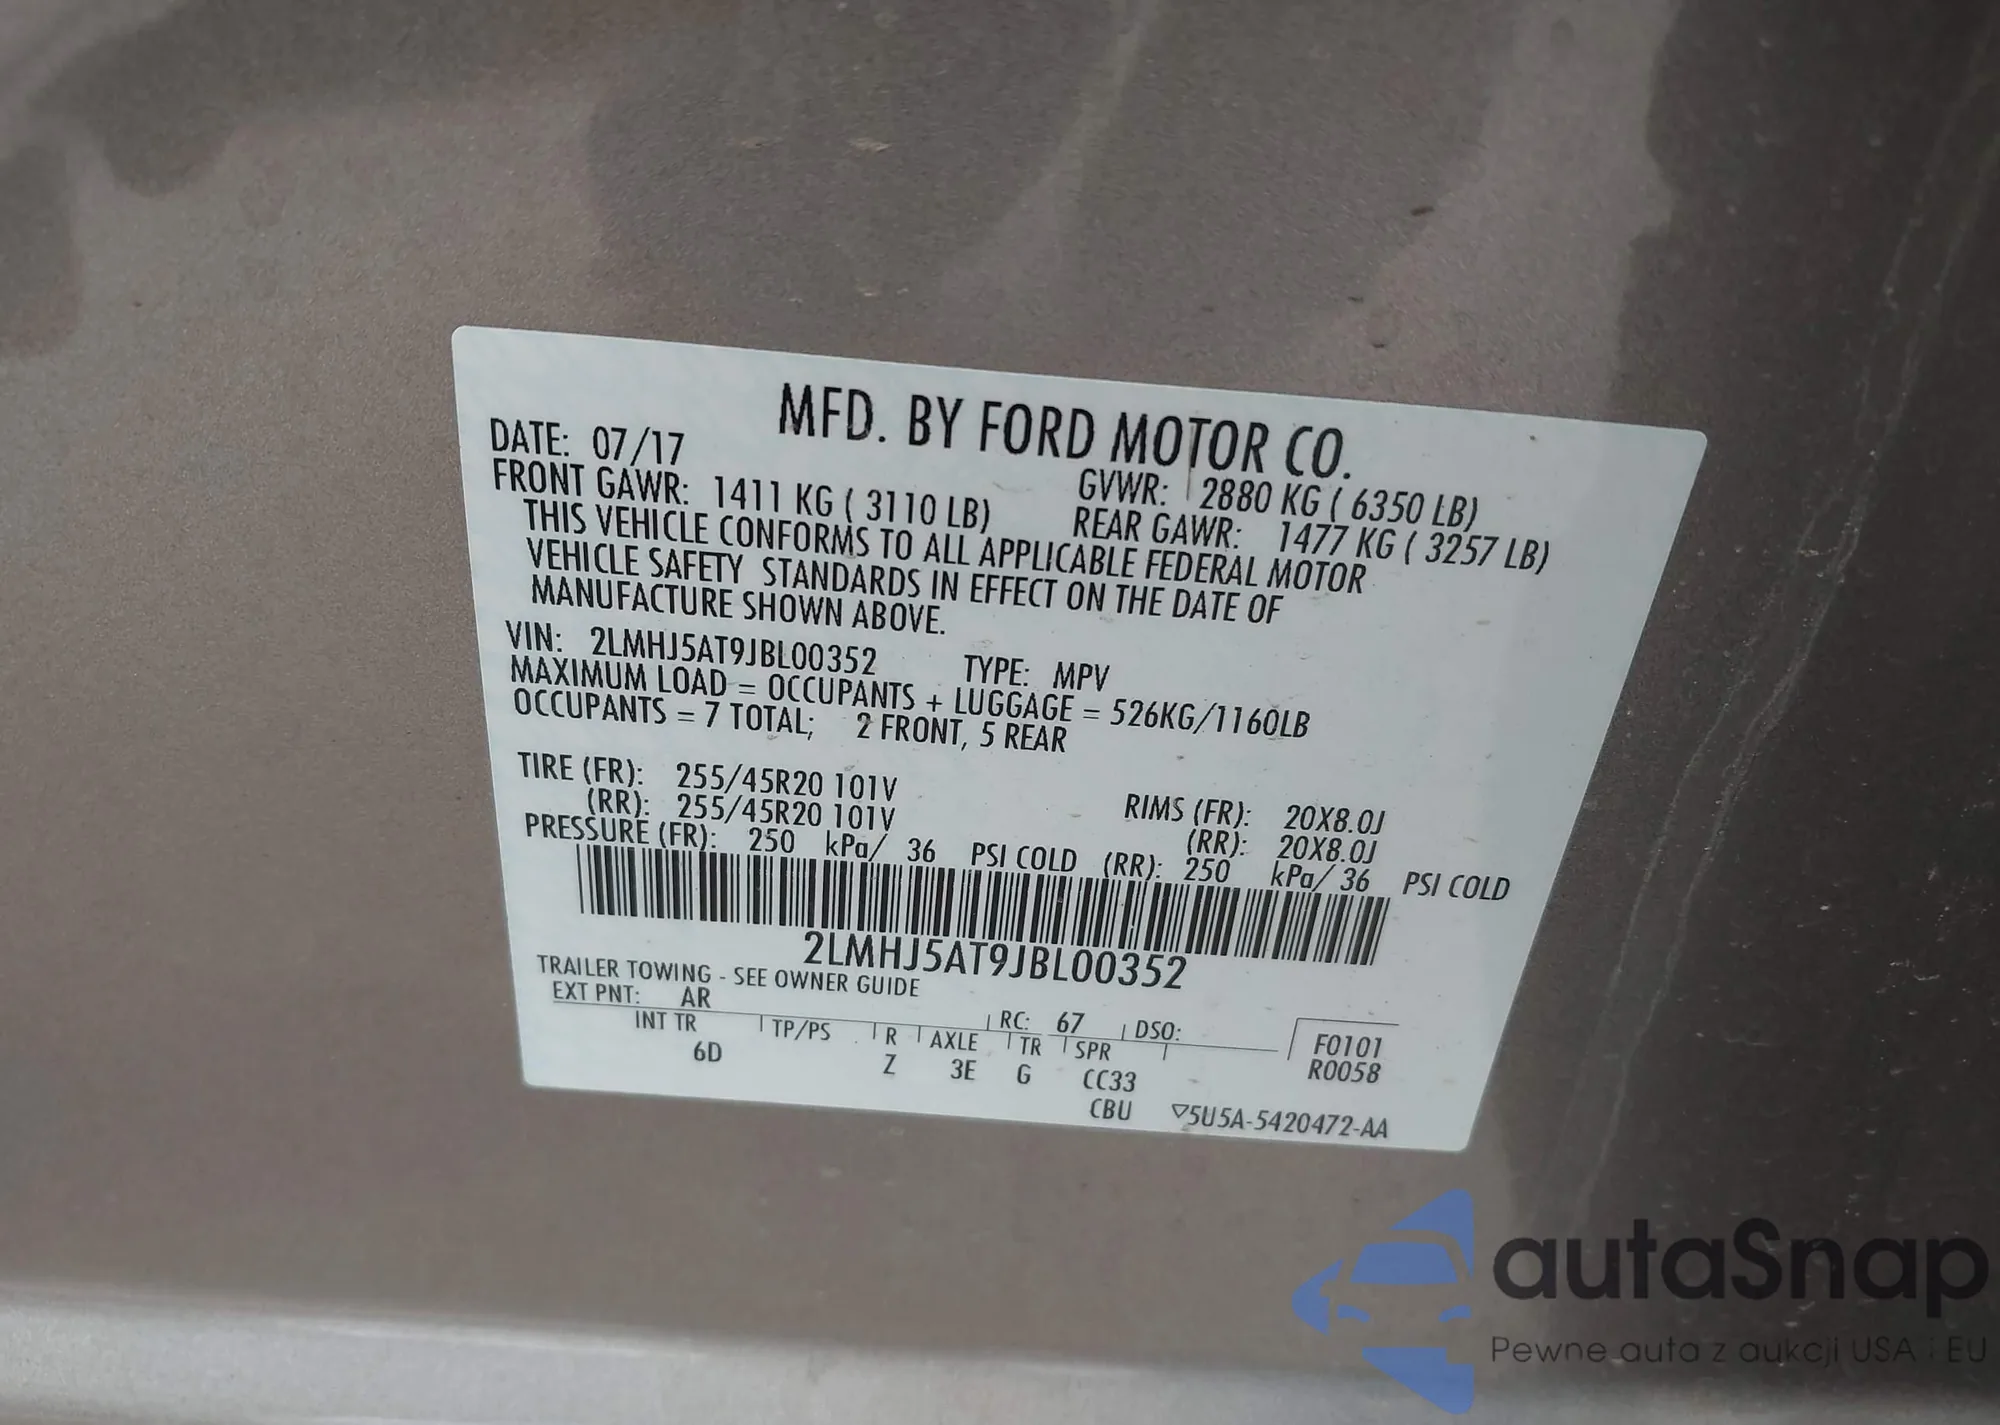 MFD. BY FORD MOTOR CO.
DATE: 07/17 GVWR: 2880 KG ( 6350 LB)
FRONT GAWR: 1411 KG ( 3110 LB) REAR GAWR: 1477 KG ( 3257 LB)
THIS VEHICLE CONFORMS TO ALL APPLICABLE FEDERAL MOTOR
VEHICLE SAFETY STANDARDS IN EFFECT ON THE DATE OF
MANUFACTURE SHOWN ABOVE.
VIN: 2LMHJ5AT9JBL00352 TYPE: MPV
MAXIMUM LOAD = OCCUPANTS + LUGGAGE = 526KG/1160LB
OCCUPANTS = 7 TOTAL; 2 FRONT, 5 REAR
TIRE (FR): 255/45R20 101V RIMS (FR): 20X8.0J
(RR): 255/45R20 101V (RR): 20X8.0J
PRESSURE (FR): 250 kPa/ 36 PSI COLD (RR): 250 kPa/ 36 PSI COLD
2LMHJ5AT9JBL00352
TRAILER TOWING - SEE OWNER GUIDE
EXT PNT: AR RC: 67 DSO:
INT TR TP/PS R AXLE TR SPR
6D Z 3E G CC33
CBU
F0101
R0058
▽5U5A-5420472-AA
autaSnap
Pewne auta z aukcji USA i EU